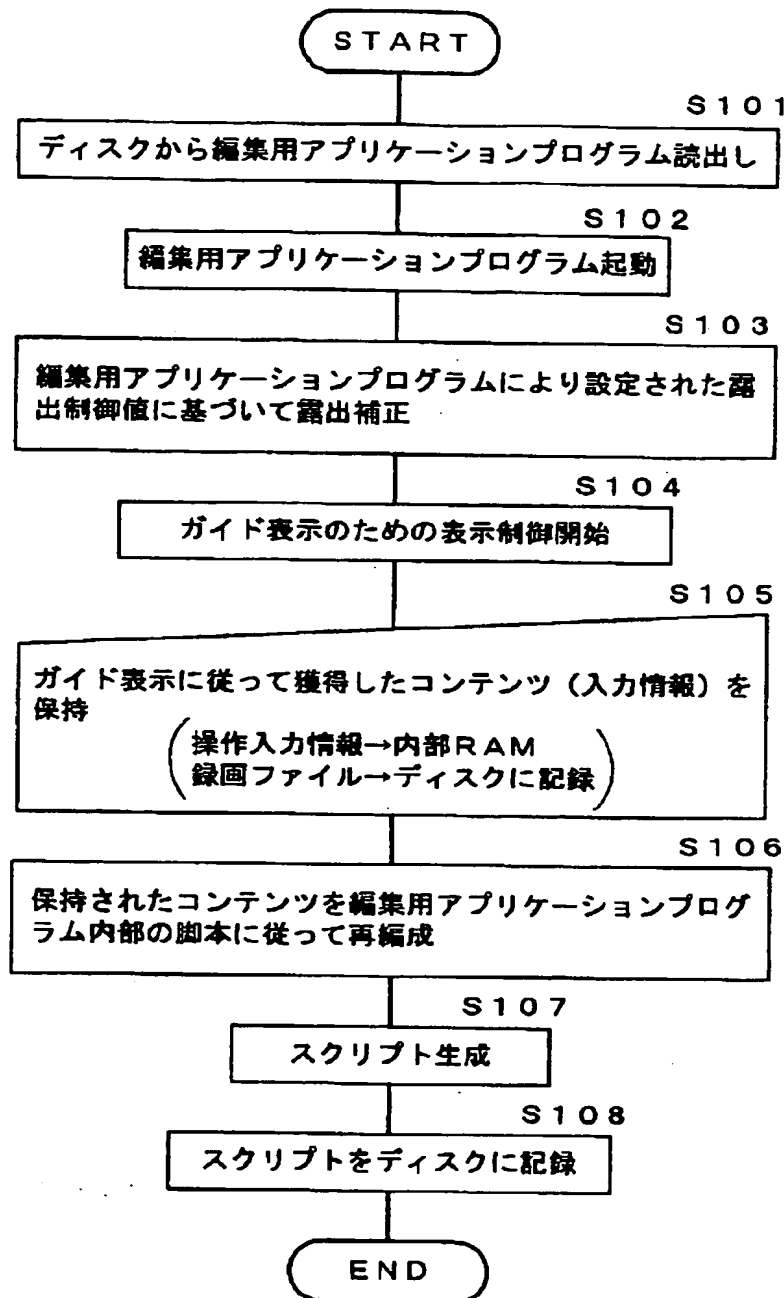 START
S101
ディスクから編集用アプリケーションプログラム読出し
S102
編集用アプリケーションプログラム起動
S103
編集用アプリケーションプログラムにより設定された露
出制御値に基づいて露出補正
S104
ガイド表示のための表示制御開始
S105
ガイド表示に従って獲得したコンテンツ（入力情報）を
保持
操作入力情報→内部RAM
録画ファイル→ディスクに記録
S106
保持されたコンテンツを編集用アプリケーションプログ
ラム内部の脚本に従って再編成
S107
スクリプト生成
S108
スクリプトをディスクに記録
END